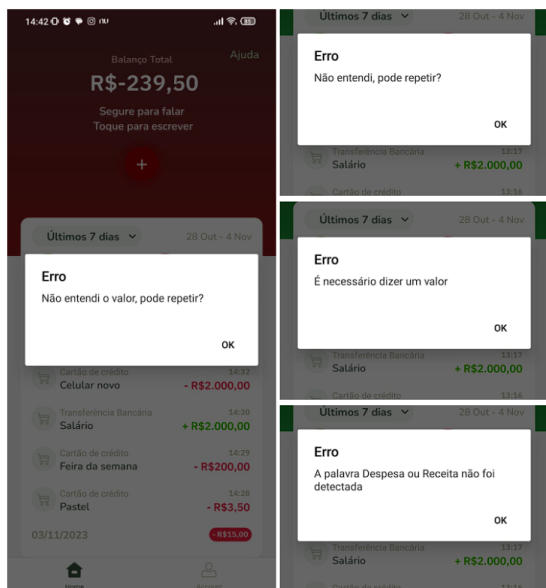 14:42
85
Ajuda
Balanço Total
R$-239,50
Segure para falar
Toque para escrever
+
Últimos 7 dias
28 Out - 4 Nov
Erro
Não entendi o valor, pode repetir?
OK
Cartão de crédito
14:32
Celular novo
- R$2.000,00
Transferência Bancária
14:30
Salário
+ R$2.000,00
Cartão de crédito
14:29
Feira da semana
- R$200,00
Cartão de crédito
14:28
Pastel
- R$3,50
03/11/2023
- R$15,00
Home
Account
Últimos 7 dias
28 Out - 4 Nov
Erro
Não entendi, pode repetir?
OK
Transferência Bancária
13:17
Salário
+ R$2.000,00
Cartão de crédito
13:16
Últimos 7 dias
28 Out - 4 Nov
Erro
É necessário dizer um valor
OK
Transferência Bancária
13:17
Salário
+ R$2.000,00
Cartão de crédito
13:16
Últimos 7 dias
28 Out - 4 Nov
Erro
A palavra Despesa ou Receita não foi
detectada
OK
Transferência Bancária
13:17
Salário
+ R$2.000,00
Cartão de crédito
13:16